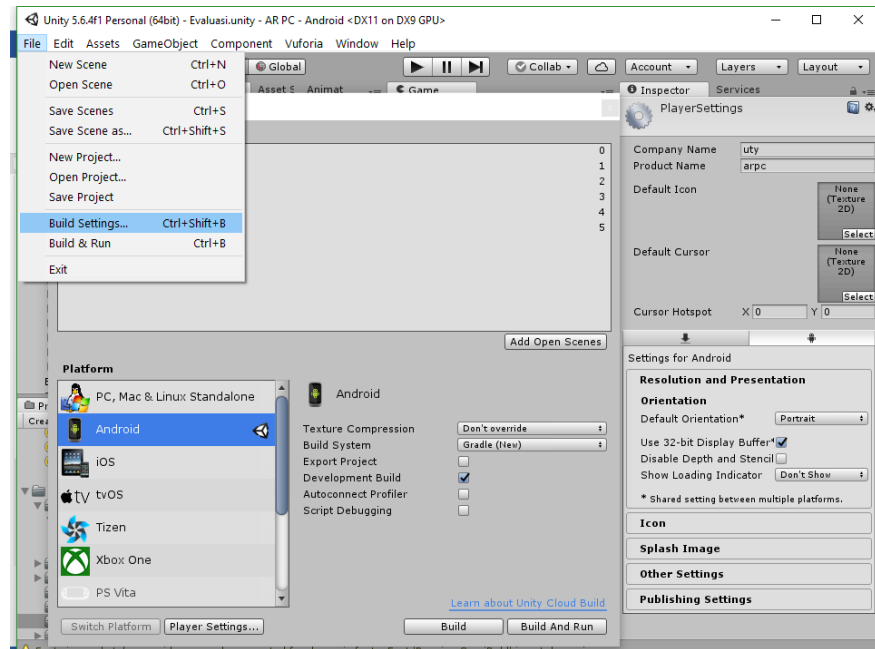 Unity 5.6.4f1 Personal (64bit) - Evaluasi.unity - AR PC - Android <DX11 on DX9 GPU>
File Edit Assets GameObject Component Vuforia Window Help
New Scene Ctrl+N
Open Scene Ctrl+O
Save Scenes Ctrl+S
Save Scene as... Ctrl+Shift+S
New Project...
Open Project...
Save Project
Build Settings... Ctrl+Shift+B
Build & Run Ctrl+B
Exit
Global
Collab
Account
Layers
Layout
Asset S
Animat
Game
Inspector
Services
0
1
2
3
4
5
Add Open Scenes
Platform
PC, Mac & Linux Standalone
Android
iOS
tv tvOS
Tizen
Xbox One
PS Vita
Switch Platform
Player Settings...
Android
Texture Compression Don't override
Build System Gradle (New)
Export Project
Development Build
Autoconnect Profiler
Script Debugging
Learn about Unity Cloud Build
Build
Build And Run
PlayerSettings
Company Name uty
Product Name arpc
Default Icon
None
(Texture
2D)
Select
Default Cursor
None
(Texture
2D)
Select
Cursor Hotspot X 0 Y 0
Settings for Android
Resolution and Presentation
Orientation
Default Orientation* Portrait
Use 32-bit Display Buffer*
Disable Depth and Stencil
Show Loading Indicator Don't Show
* Shared setting between multiple platforms.
Icon
Splash Image
Other Settings
Publishing Settings